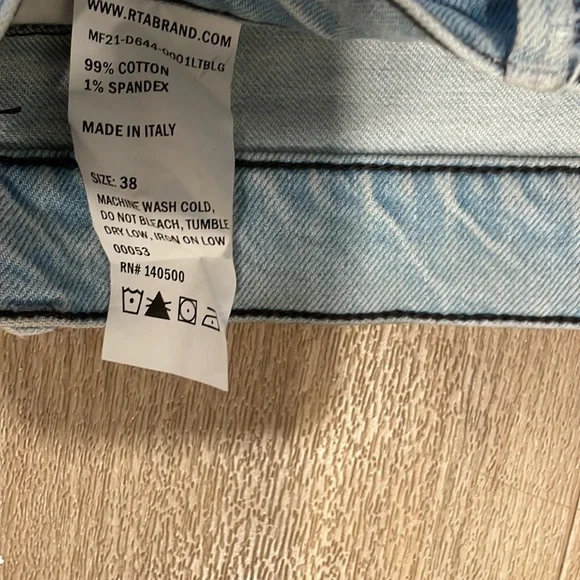 WWW.RTABRAND.COM
MF21-D644-0001LTBLG
99% COTTON
1% SPANDEX
MADE IN ITALY
SIZE: 38
MACHINE WASH COLD,
DO NOT BLEACH, TUMBLE
DRY LOW, IRON ON LOW
00053
RN# 140500